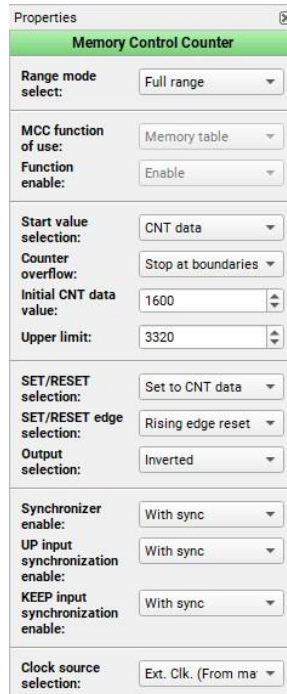 Properties
Memory Control Counter
Range mode
select:
Full range
MCC function
of use:
Memory table
Function
enable:
Enable
Start value
selection:
CNT data
Counter
overflow:
Stop at boundaries
Initial CNT data
value:
1600
Upper limit:
3320
SET/RESET
selection:
Set to CNT data
SET/RESET edge
selection:
Rising edge reset
Output
selection:
Inverted
Synchronizer
enable:
With sync
UP input
synchronization
enable:
With sync
KEEP input
synchronization
enable:
With sync
Clock source
selection:
Ext. Clk. (From ma